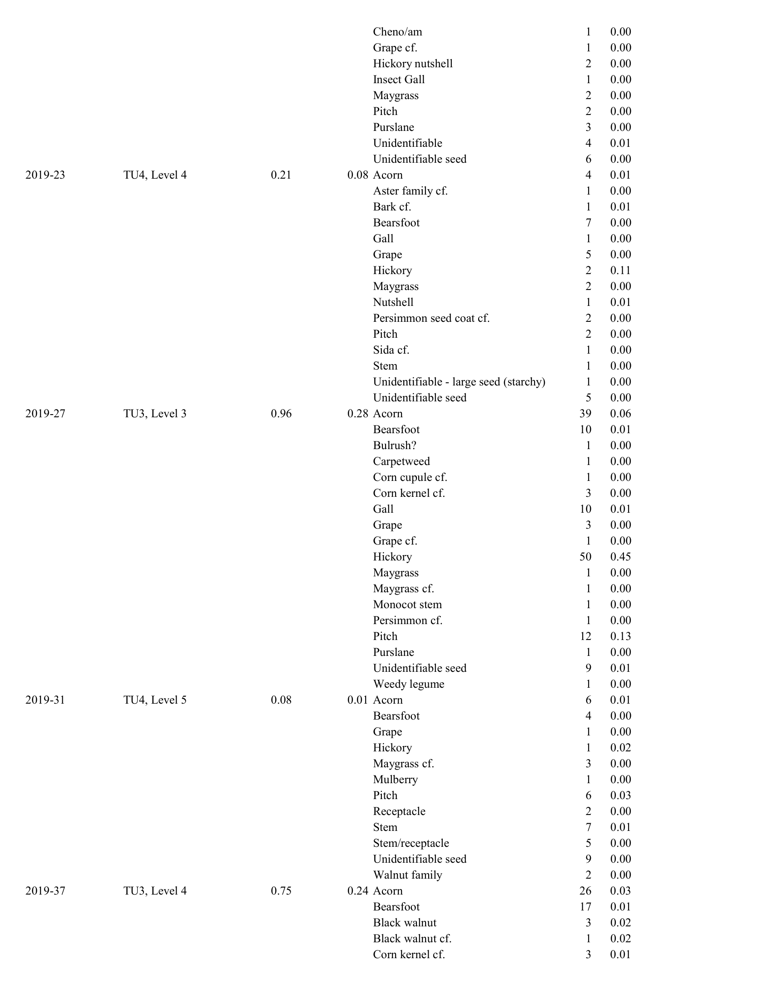 Cheno/am 1 0.00
Grape cf. 1 0.00
Hickory nutshell 2 0.00
Insect Gall 1 0.00
Maygrass 2 0.00
Pitch 2 0.00
Purslane 3 0.00
Unidentifiable 4 0.01
Unidentifiable seed 6 0.00
2019-23 TU4, Level 4 0.21 0.08 Acorn 4 0.01
Aster family cf. 1 0.00
Bark cf. 1 0.01
Bearsfoot 7 0.00
Gall 1 0.00
Grape 5 0.00
Hickory 2 0.11
Maygrass 2 0.00
Nutshell 1 0.01
Persimmon seed coat cf. 2 0.00
Pitch 2 0.00
Sida cf. 1 0.00
Stem 1 0.00
Unidentifiable - large seed (starchy) 1 0.00
Unidentifiable seed 5 0.00
2019-27 TU3, Level 3 0.96 0.28 Acorn 39 0.06
Bearsfoot 10 0.01
Bulrush? 1 0.00
Carpetweed 1 0.00
Corn cupule cf. 1 0.00
Corn kernel cf. 3 0.00
Gall 10 0.01
Grape 3 0.00
Grape cf. 1 0.00
Hickory 50 0.45
Maygrass 1 0.00
Maygrass cf. 1 0.00
Monocot stem 1 0.00
Persimmon cf. 1 0.00
Pitch 12 0.13
Purslane 1 0.00
Unidentifiable seed 9 0.01
Weedy legume 1 0.00
2019-31 TU4, Level 5 0.08 0.01 Acorn 6 0.01
Bearsfoot 4 0.00
Grape 1 0.00
Hickory 1 0.02
Maygrass cf. 3 0.00
Mulberry 1 0.00
Pitch 6 0.03
Receptacle 2 0.00
Stem 7 0.01
Stem/receptacle 5 0.00
Unidentifiable seed 9 0.00
Walnut family 2 0.00
2019-37 TU3, Level 4 0.75 0.24 Acorn 26 0.03
Bearsfoot 17 0.01
Black walnut 3 0.02
Black walnut cf. 1 0.02
Corn kernel cf. 3 0.01